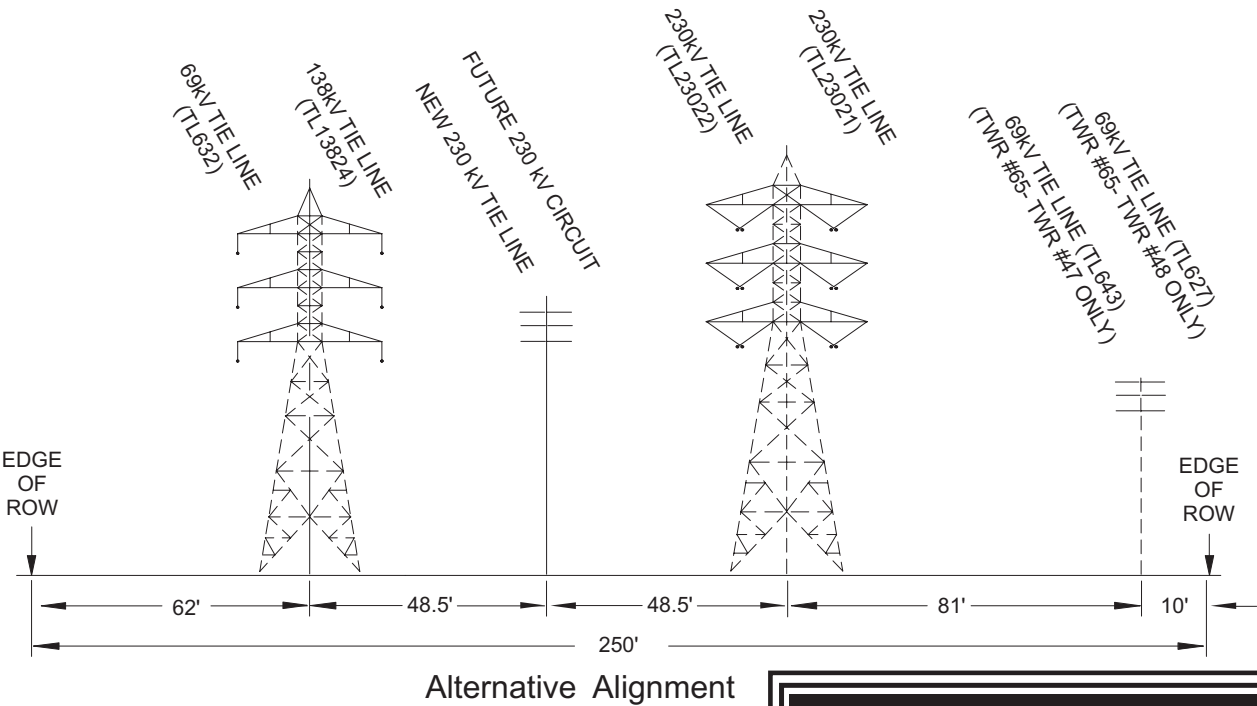 69kV TIE LINE
(TL632)
138kV TIE LINE
(TL13824)
NEW 230 kV TIE LINE
FUTURE 230 kV CIRCUIT
230kV TIE LINE
(TL23022)
230kV TIE LINE
(TL23021)
69kV TIE LINE (TL643)
(TWR #65- TWR #47 ONLY)
69kV TIE LINE (TL627)
(TWR #65- TWR #48 ONLY)
EDGE
OF
ROW
EDGE
OF
ROW
62'
48.5'
48.5'
81'
10'
250'
Alternative Alignment